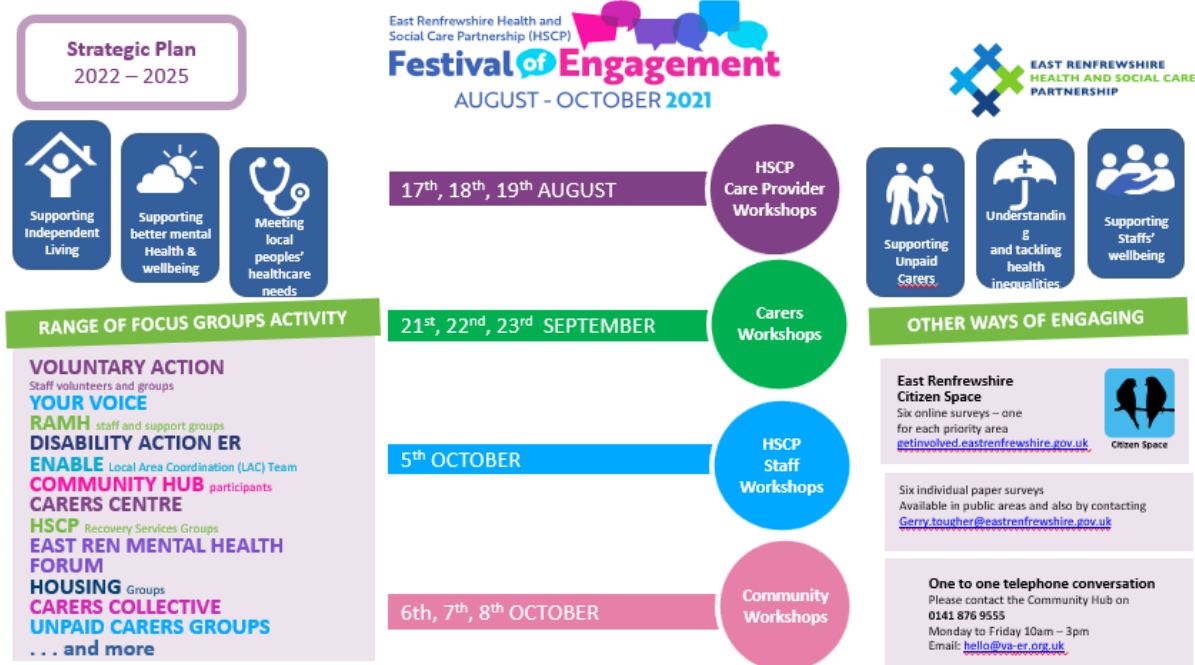 Strategic Plan
2022 – 2025
East Renfrewshire Health and
Social Care Partnership (HSCP)
Festival of Engagement
AUGUST - OCTOBER 2021
EAST RENFREWSHIRE
HEALTH AND SOCIAL CARE
PARTNERSHIP
Supporting
Independent
Living
Supporting
better mental
Health &
wellbeing
Meeting
local
peoples'
healthcare
needs
17th, 18th, 19th AUGUST
HSCP
Care Provider
Workshops
21st, 22nd, 23rd SEPTEMBER
Carers
Workshops
5th OCTOBER
HSCP
Staff
Workshops
6th, 7th, 8th OCTOBER
Community
Workshops
Supporting
Unpaid
Carers
Understandin
g
and tackling
health
inequalities
Supporting
Staffs'
wellbeing
RANGE OF FOCUS GROUPS ACTIVITY
VOLUNTARY ACTION
Staff volunteers and groups
YOUR VOICE
RAMH staff and support groups
DISABILITY ACTION ER
ENABLE Local Area Coordination (LAC) Team
COMMUNITY HUB participants
CARERS CENTRE
HSCP Recovery Services Groups
EAST REN MENTAL HEALTH
FORUM
HOUSING Groups
CARERS COLLECTIVE
UNPAID CARERS GROUPS
. . . and more
OTHER WAYS OF ENGAGING
East Renfrewshire
Citizen Space
Six online surveys – one
for each priority area
getinvolved.eastrenfrewshire.gov.uk
Citizen Space
Six individual paper surveys
Available in public areas and also by contacting
Gerry.tougher@eastrenfrewshire.gov.uk
One to one telephone conversation
Please contact the Community Hub on
0141 876 9555
Monday to Friday 10am – 3pm
Email: hello@va-er.org.uk